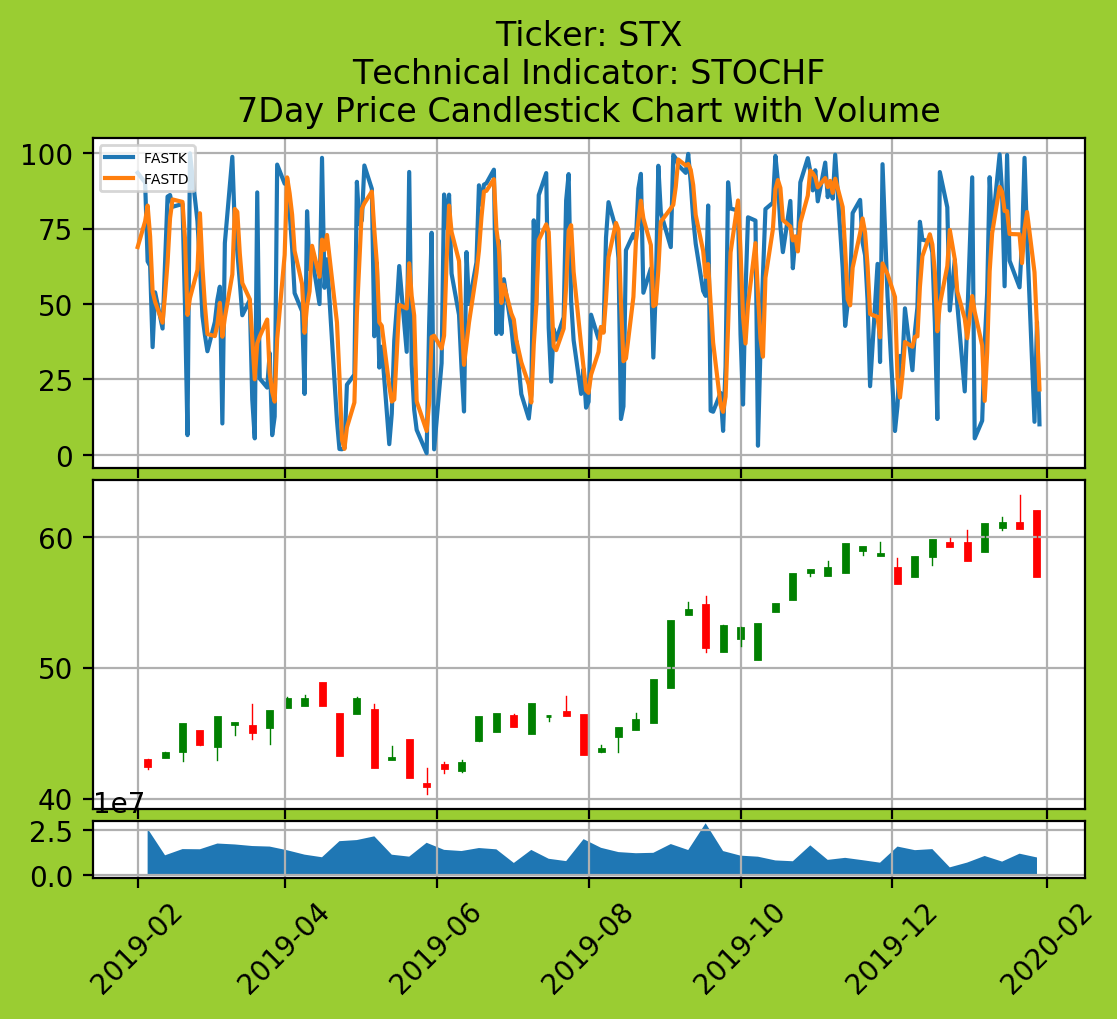 Ticker: STX
Technical Indicator: STOCHF
7Day Price Candlestick Chart with Volume
100
75
50
25
0
FASTK
FASTD
60
50
40
1e7
2.5
0.0
2019-02
2019-04
2019-06
2019-08
2019-10
2019-12
2020-02